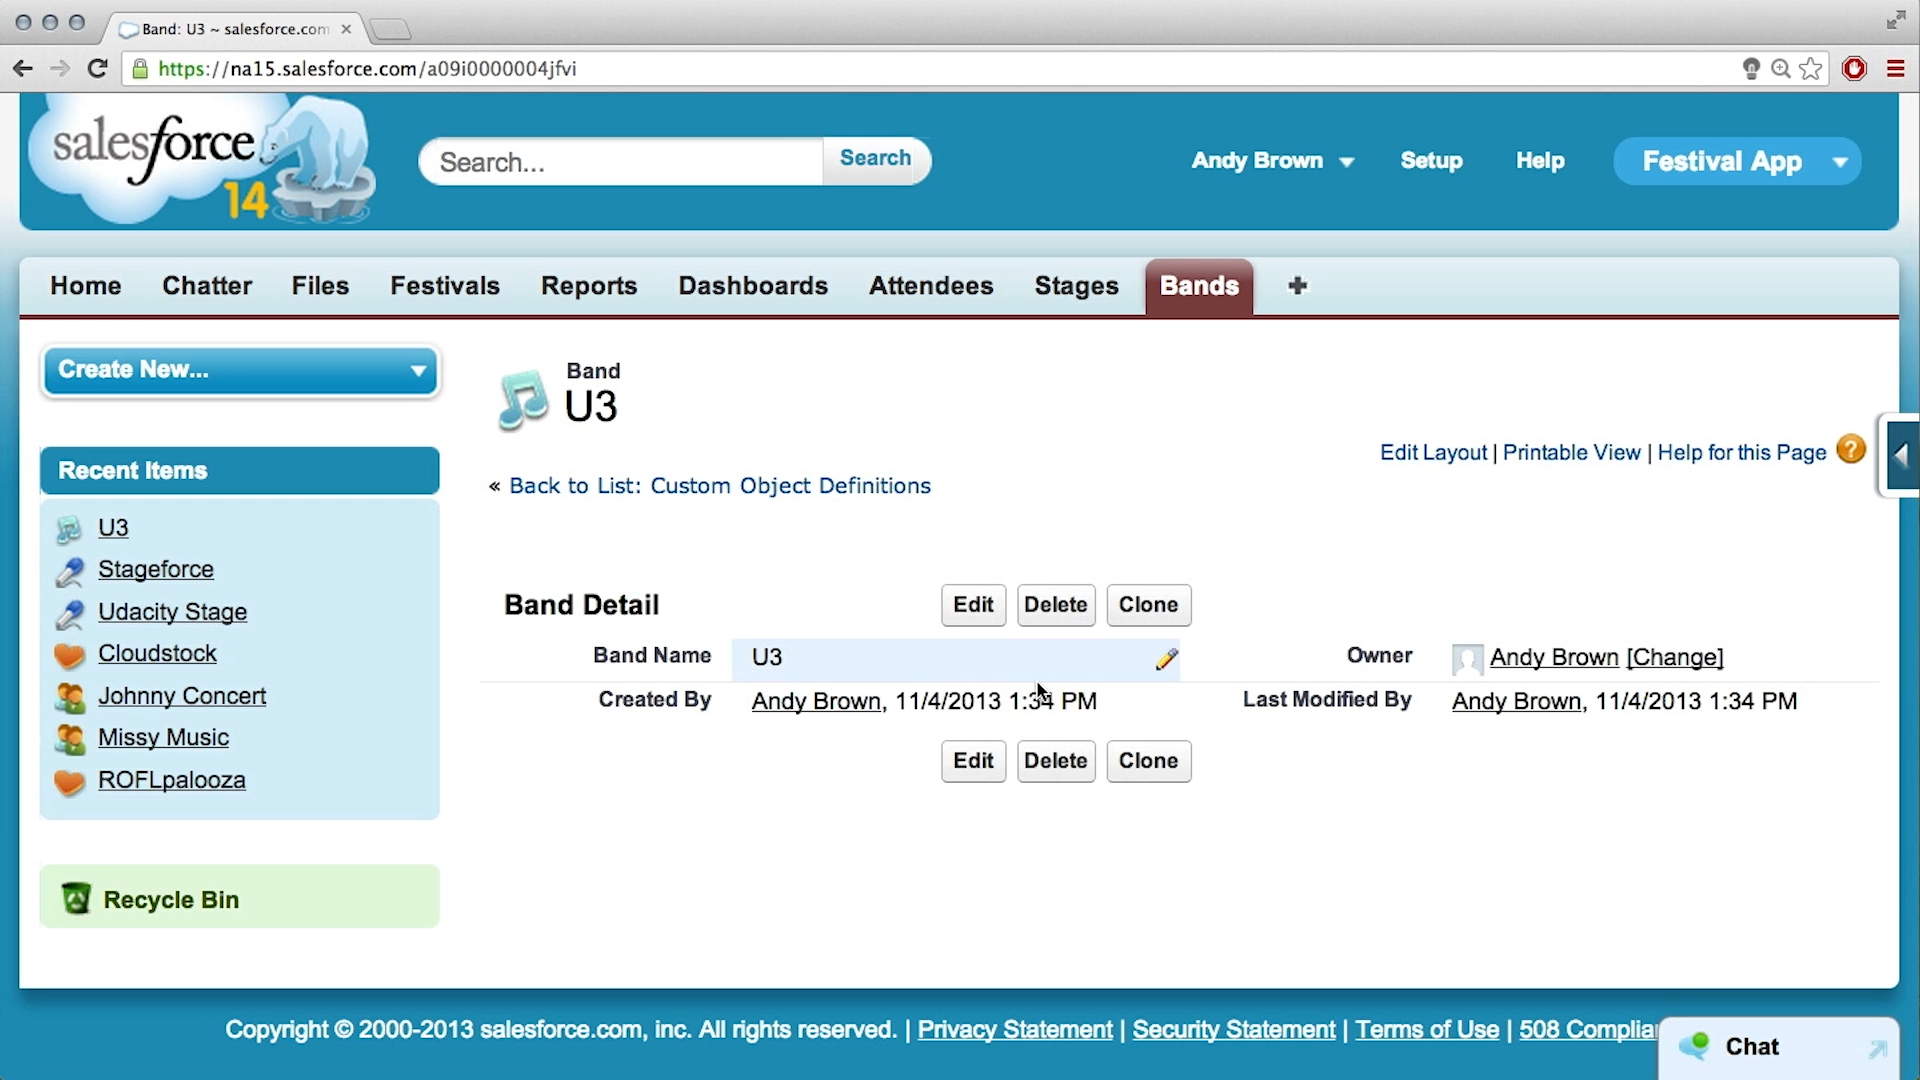 Band: U3 ~ salesforce.com
https://na15.salesforce.com/a09i0000004jfvi
salesforce
14
Search...
Search
Andy Brown
Setup
Help
Festival App
Home
Chatter
Files
Festivals
Reports
Dashboards
Attendees
Stages
Bands
Create New...
Band
U3
Edit Layout | Printable View | Help for this Page
?
« Back to List: Custom Object Definitions
Recent Items
U3
Stageforce
Udacity Stage
Cloudstock
Johnny Concert
Missy Music
ROFLpalooza
Recycle Bin
Band Detail
Edit
Delete
Clone
Band Name
U3
Owner
Andy Brown [Change]
Created By
Andy Brown, 11/4/2013 1:34 PM
Last Modified By
Andy Brown, 11/4/2013 1:34 PM
Edit
Delete
Clone
Copyright © 2000-2013 salesforce.com, inc. All rights reserved. | Privacy Statement | Security Statement | Terms of Use | 508
Chat